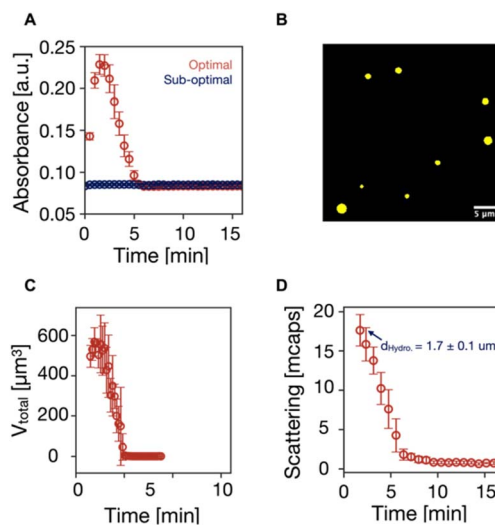 A
B
Absorbance [a.u.]
0.25
0.20
0.15
0.10
0.05
Optimal
Sub-optimal
0
5
10
15
Time [min]
5 μm
C
D
V_total [μm³]
600
400
200
0
0
5
10
Time [min]
Scattering [mcaps]
20
15
10
5
0
d_Hydro. = 1.7 ± 0.1 um
0
5
10
15
Time [min]